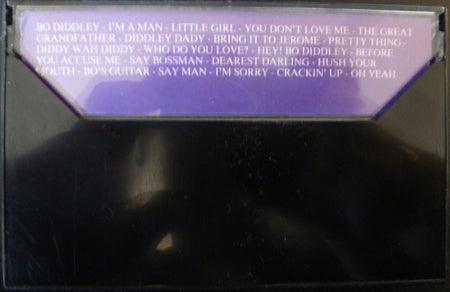 BO DIDDLEY - I'M A MAN - LITTLE GIRL - YOU DON'T LOVE ME - THE GREAT
GRANDFATHER - DIDDLEY DADY - BRING IT TO JEROME - PRETTY THING -
DIDDY WAH DIDDY - WHO DO YOU LOVE? - HEY! BO DIDDLEY - BEFORE
YOU ACCUSE ME - SAY BOSSMAN - DEAREST DARLING - HUSH YOUR
MOUTH - BO'S GUITAR - SAY MAN - I'M SORRY - CRACKIN' UP - OH YEAH